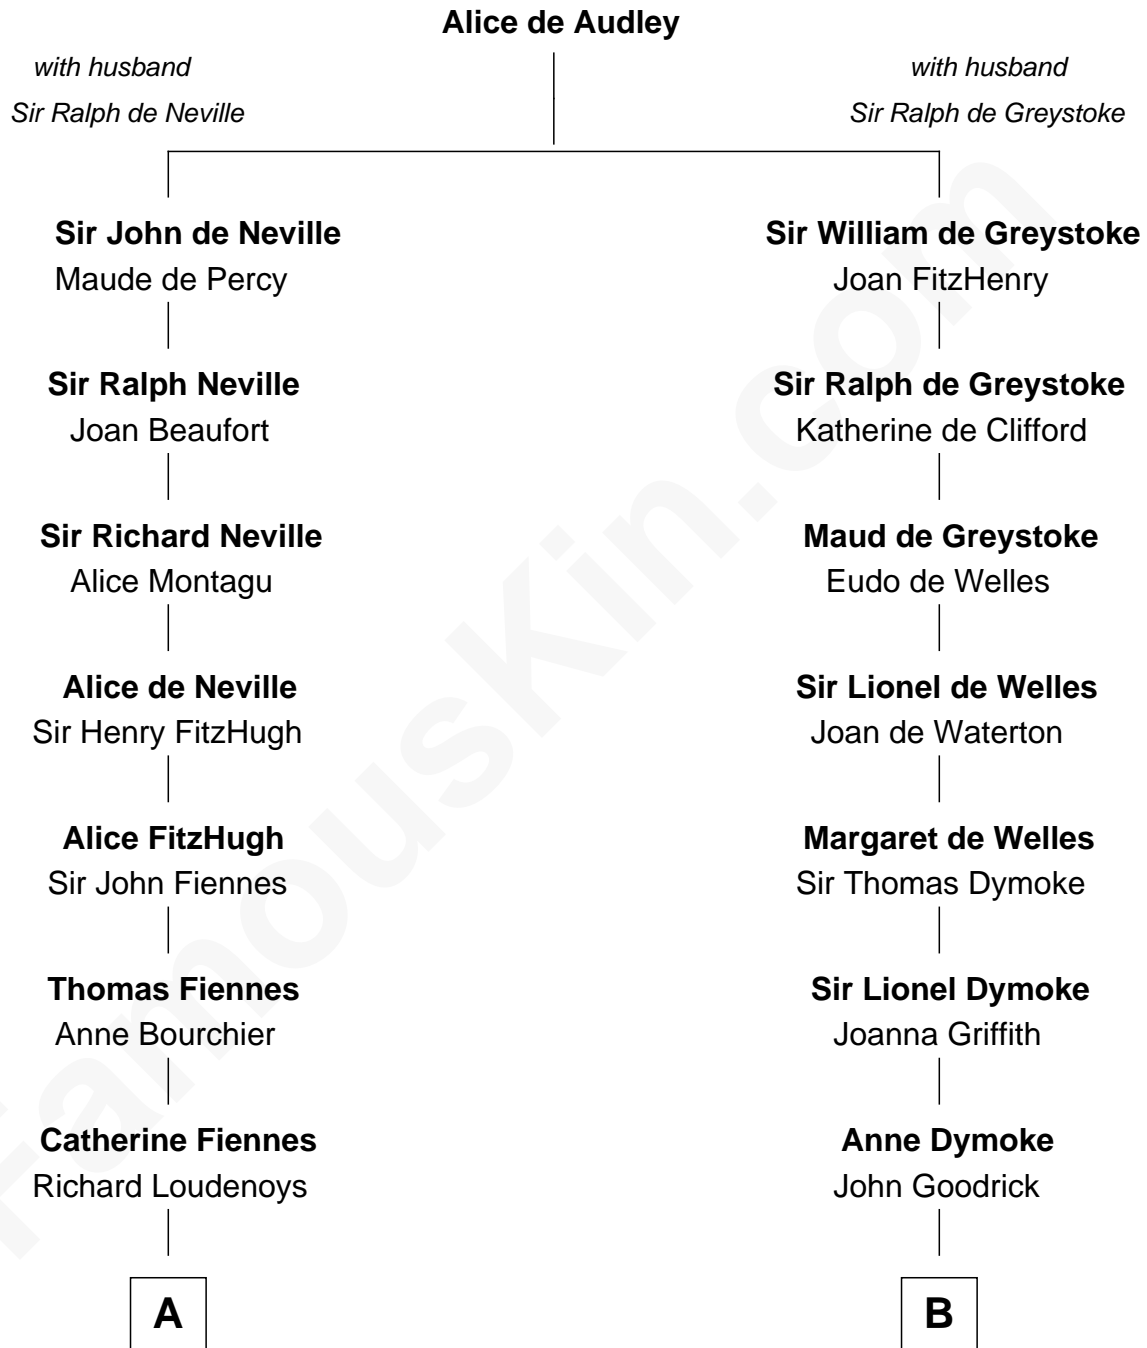 Alice de Audley
with husband
Sir Ralph de Neville
with husband
Sir Ralph de Greystoke
Sir John de Neville
Maude de Percy
Sir William de Greystoke
Joan FitzHenry
Sir Ralph Neville
Joan Beaufort
Sir Ralph de Greystoke
Katherine de Clifford
Sir Richard Neville
Alice Montagu
Maud de Greystoke
Eudo de Welles
Alice de Neville
Sir Henry FitzHugh
Sir Lionel de Welles
Joan de Waterton
Alice FitzHugh
Sir John Fiennes
Margaret de Welles
Sir Thomas Dymoke
Thomas Fiennes
Anne Bourchier
Sir Lionel Dymoke
Joanna Griffith
Catherine Fiennes
Richard Loudenoys
Anne Dymoke
John Goodrick
A
B
FamousKin.com